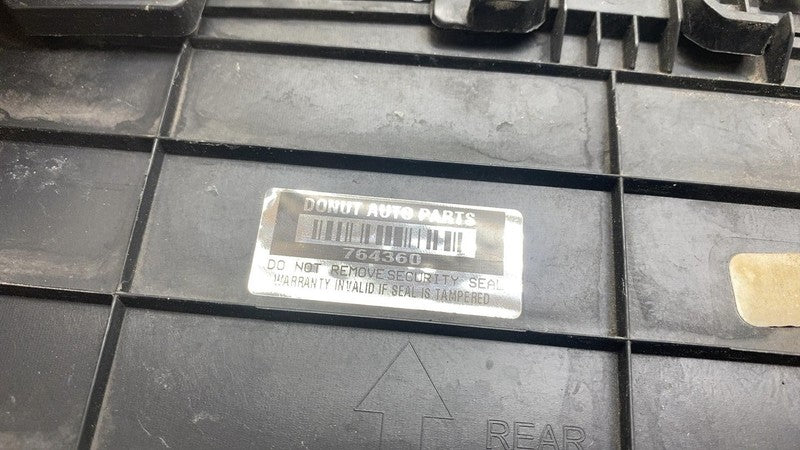 DONUT AUTO PARTS
764360
DO NOT REMOVE SECURITY SEAL
WARRANTY INVALID IF SEAL IS TAMPERED
REAR